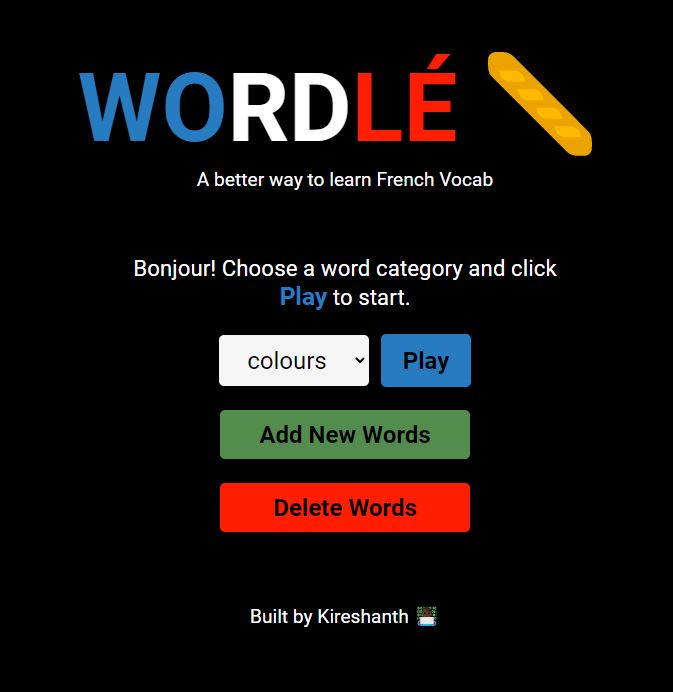 WORDLÉ
A better way to learn French Vocab
Bonjour! Choose a word category and click
Play to start.
colours Play
Add New Words
Delete Words
Built by Kireshanth